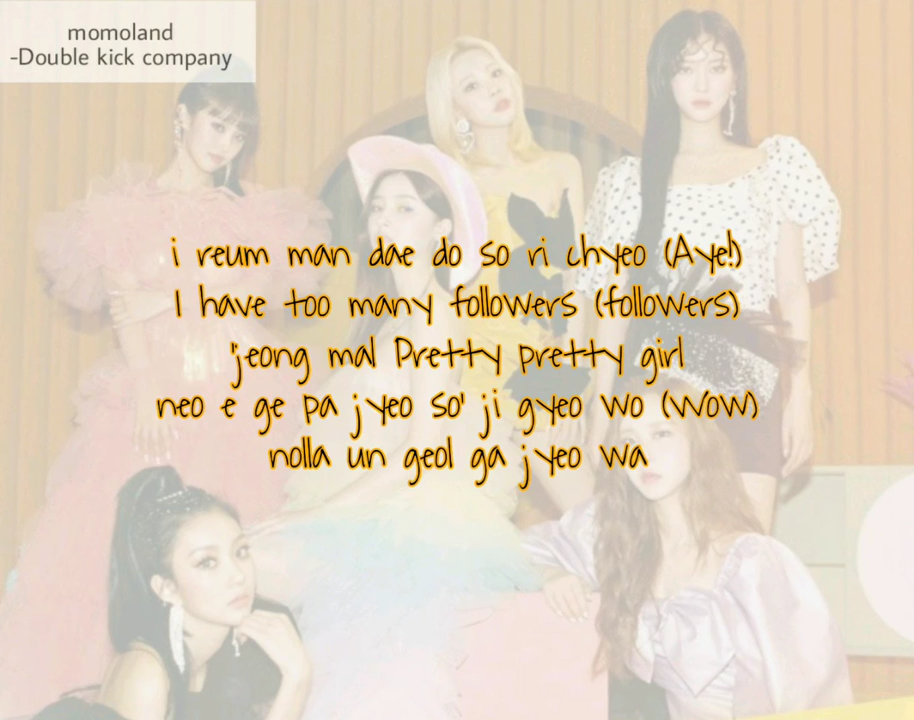 momoland
-Double kick company
i reum man dae do so ri chyeo (Aye!)
I have too many followers (followers)
jeong mal Pretty pretty girl
neo e ge pa jyeo so' ji gyeo wo (Wow)
nolla un geol ga jyeo wa